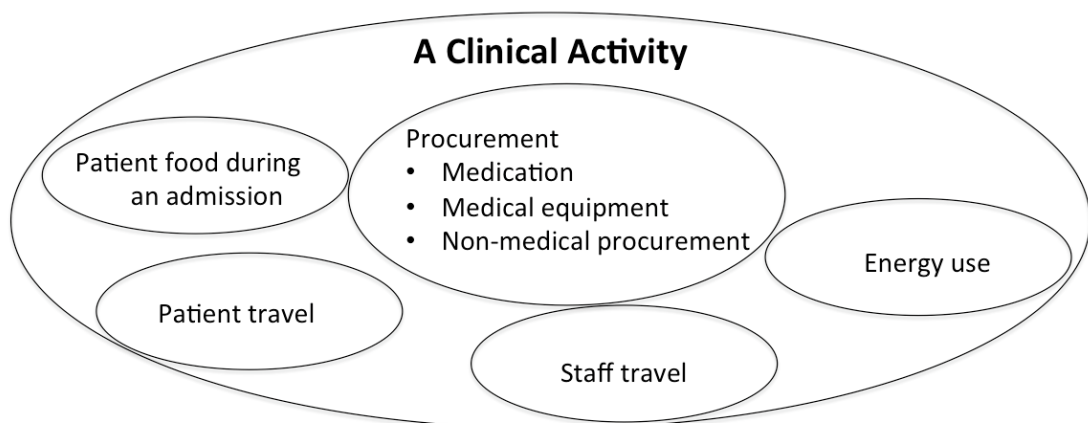 A Clinical Activity
Patient food during
an admission
Procurement
• Medication
• Medical equipment
• Non-medical procurement
Energy use
Patient travel
Staff travel